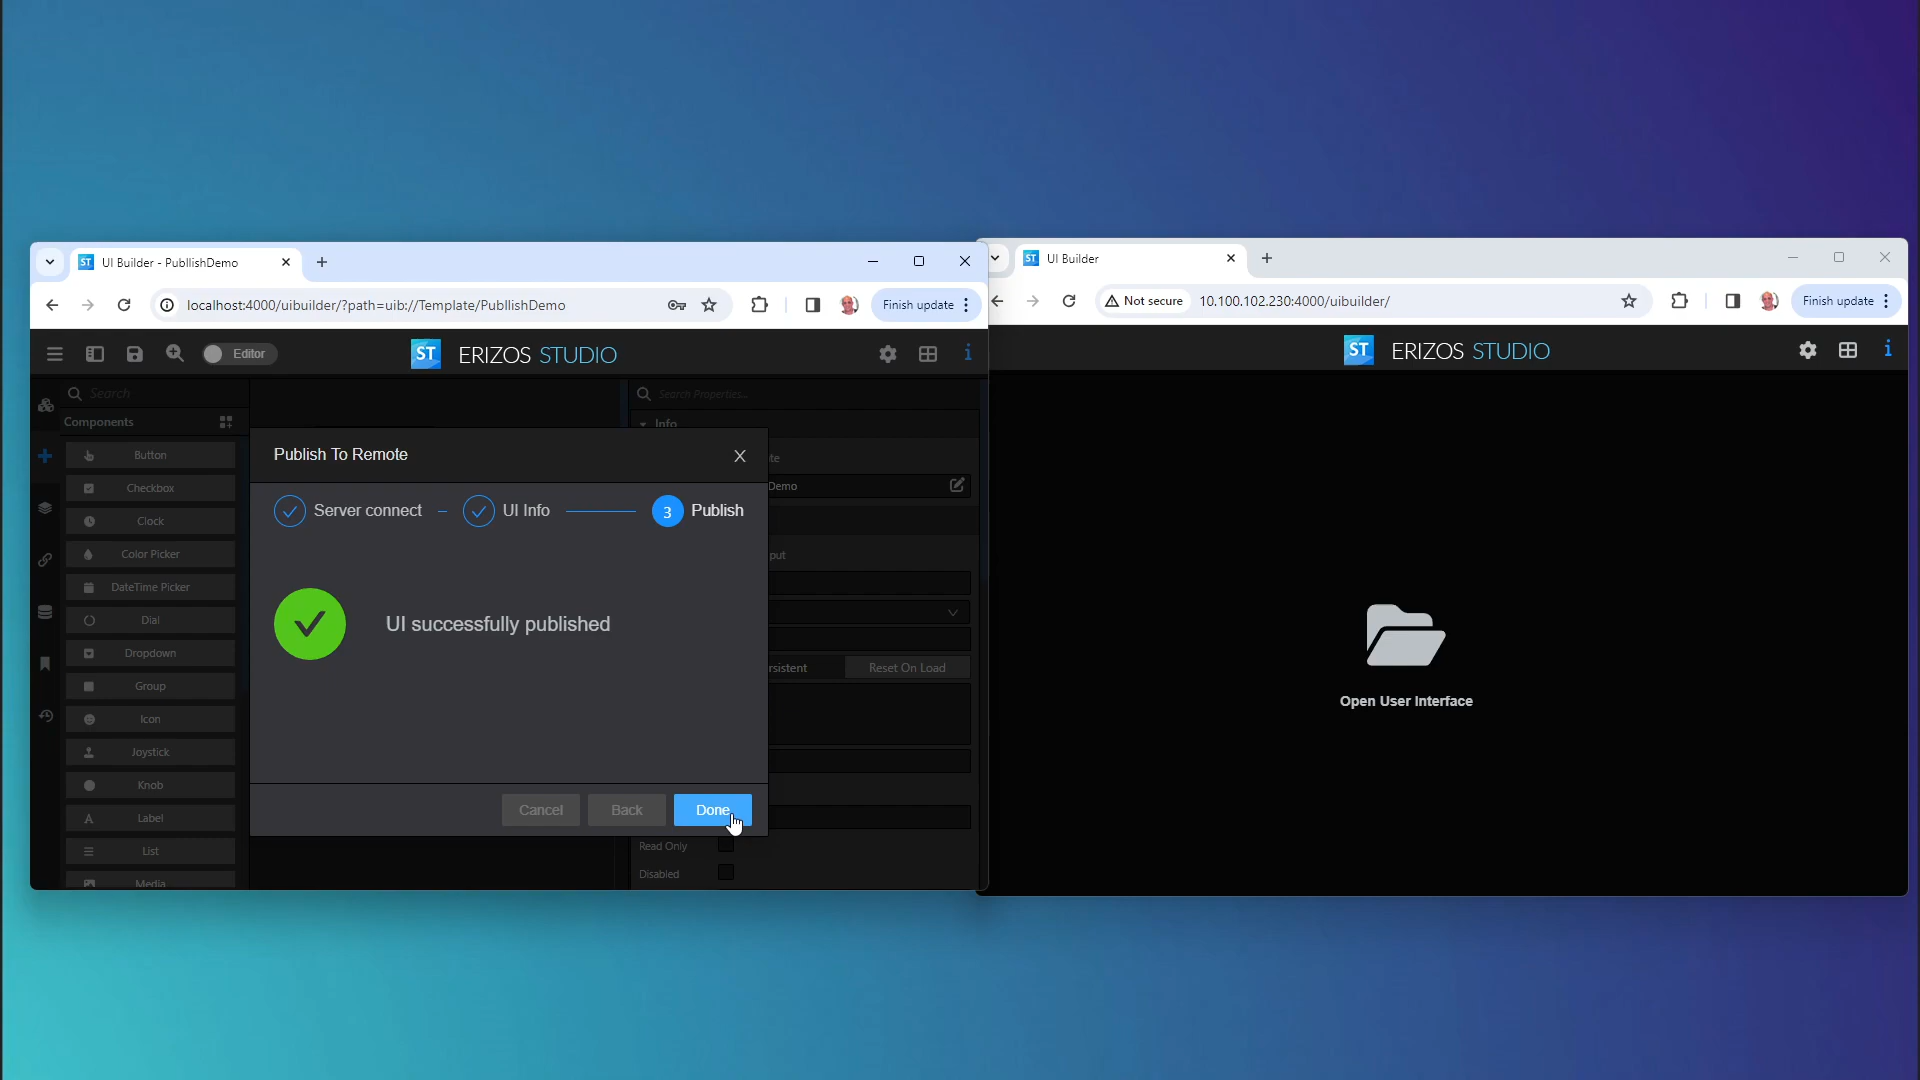 ST UI Builder - PubllishDemo
localhost:4000/uibuilder/?path=uib://Template/PubllishDemo
Finish update
Editor
ST ERIZOS STUDIO
Search
Components
Button
Checkbox
Clock
Color Picker
DateTime Picker
Dial
Dropdown
Group
Icon
Joystick
Knob
Label
List
Media
Search Properties...
Info
Demo
put
Reset On Load
Read Only
Disabled
Publish To Remote
Server connect
UI Info
3 Publish
UI successfully published
Cancel
Back
Done
ST UI Builder
Not secure
10.100.102.230:4000/uibuilder/
Finish update
ST ERIZOS STUDIO
Open User Interface